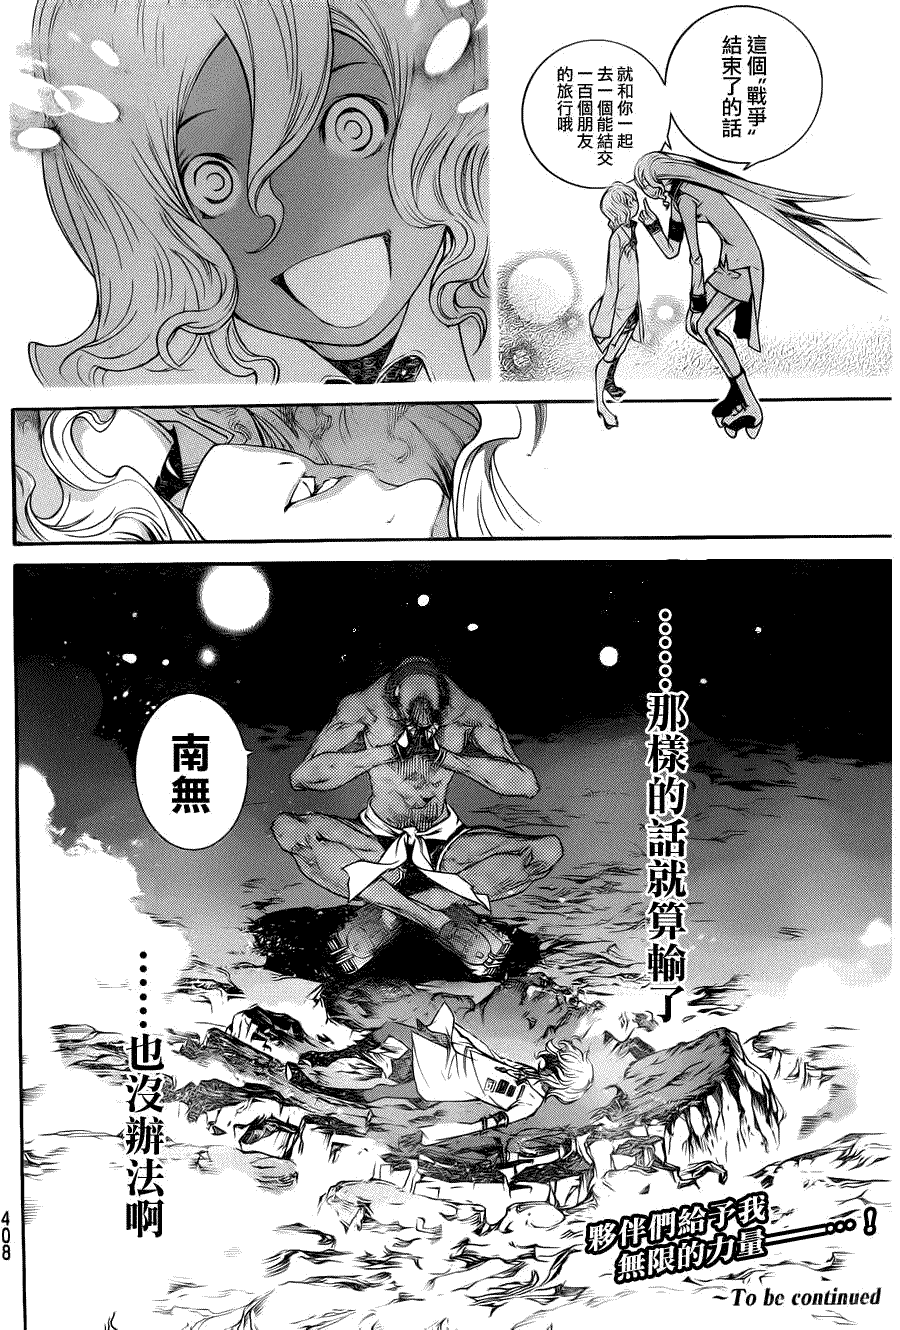 這個"戰爭"
結束了的話
就和你一起
去一個能結交
一百個朋友
的旅行哦
……那樣的話就算輸了
南無
……也沒辦法啊
夥伴們給予我
無限的力量——…！
~To be continued
408